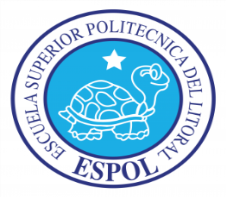 ESCUELA SUPERIOR POLITECNICA DEL LITORAL
ESPOL